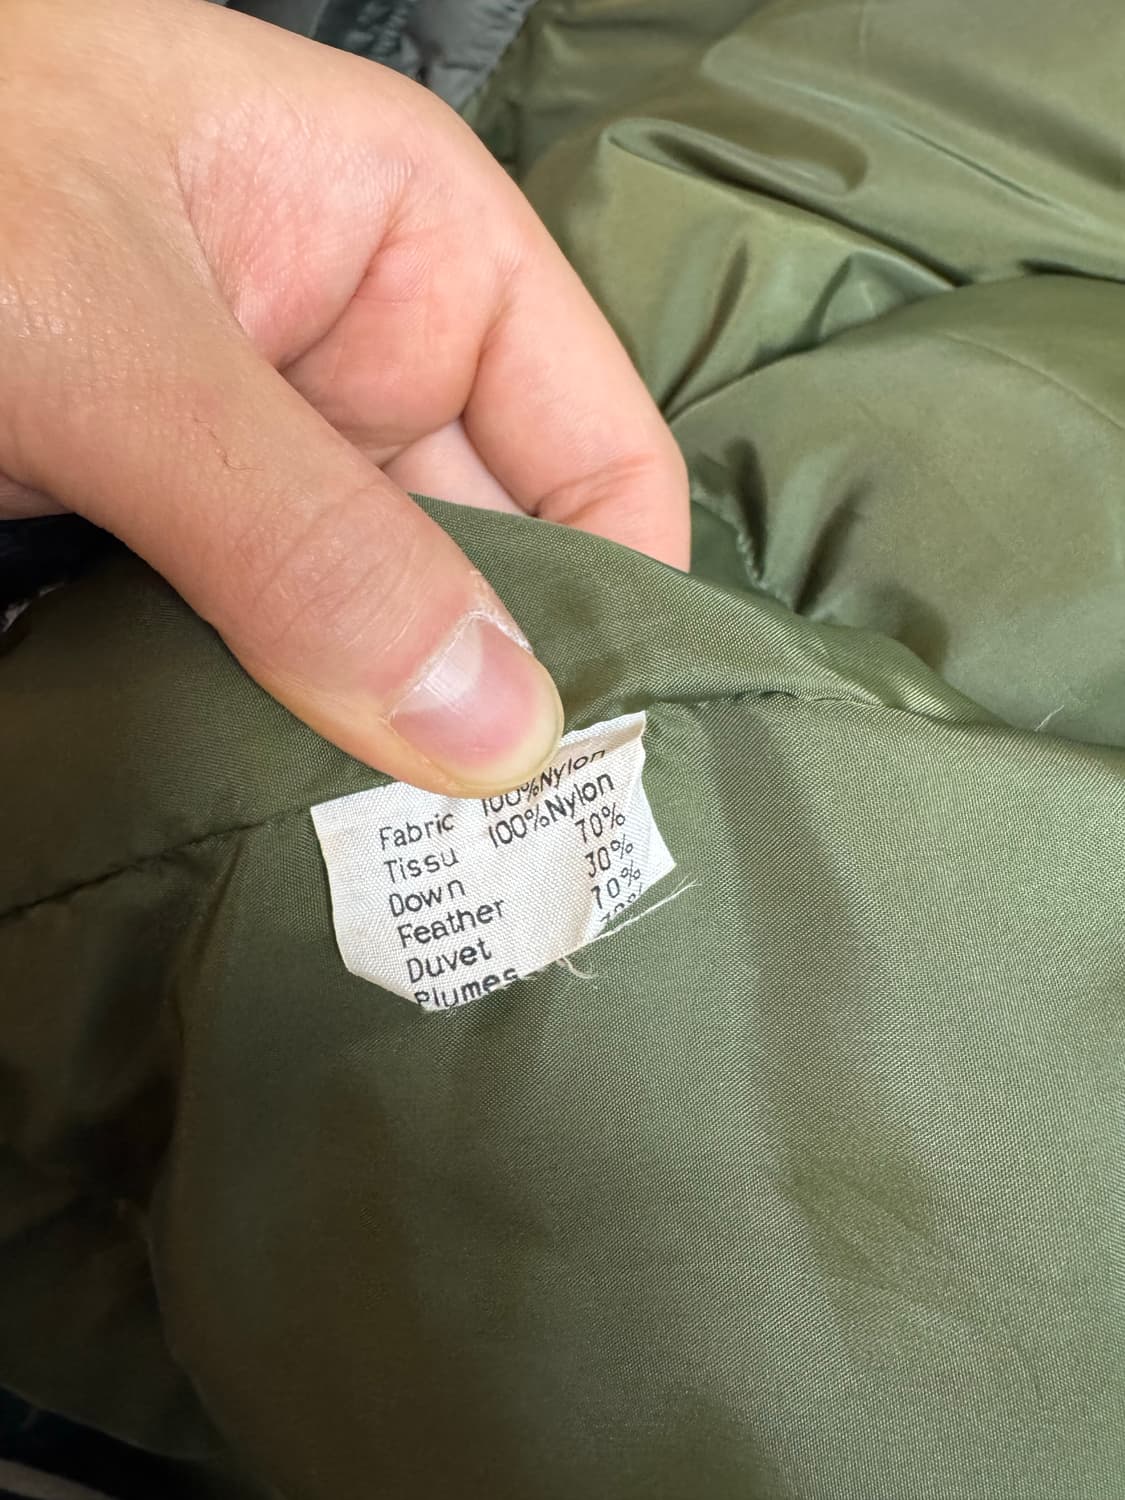 Fabric 100%Nylon
Tissu 100%Nylon
Down 70%
Feather 30%
Duvet 70%
Plumes